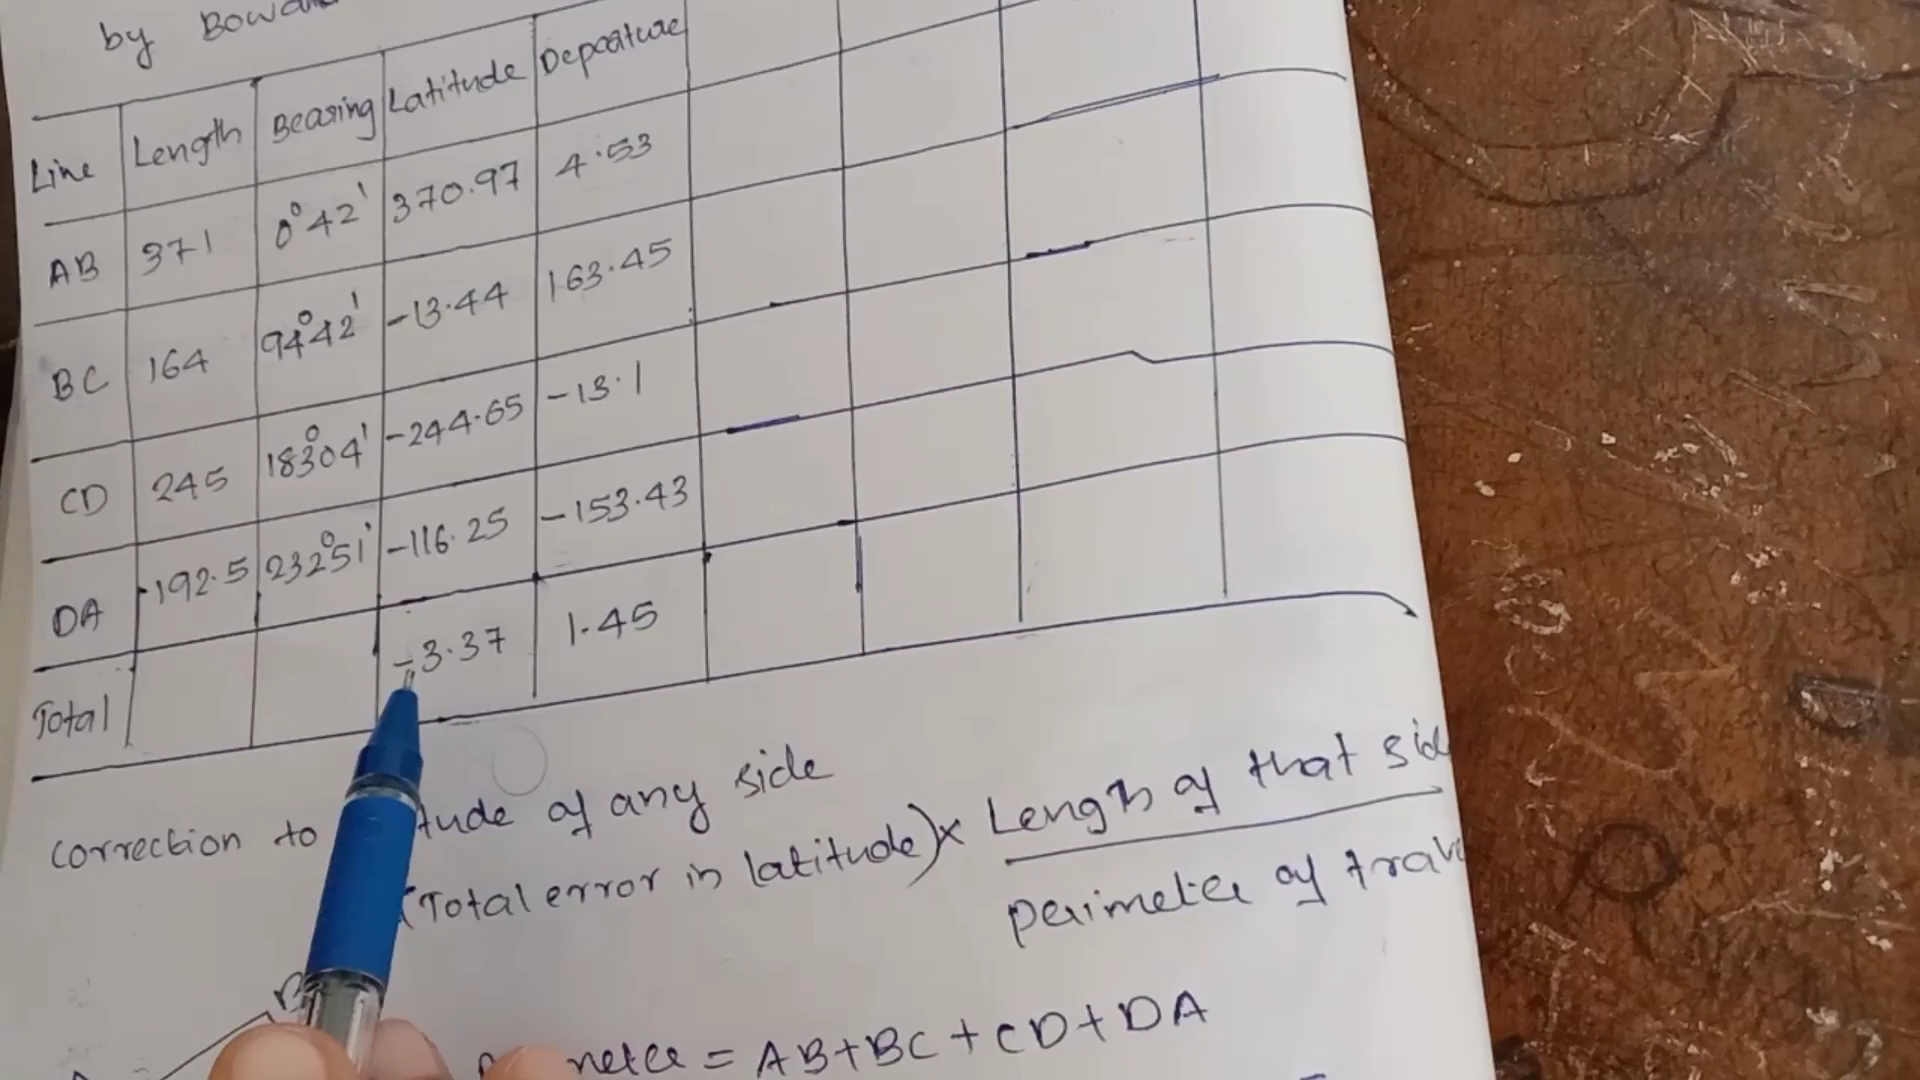 by
Line Length Bearing Latitude Depoature
AB 371 0°42' 370.97 4.53
BC 164 94°42' -13.44 163.45
CD 245 183°04' -244.65 -13.1
DA 192.5 232°51' -116.25 -153.43
Total -3.37 1.45
correction to tude of any side
(Total error in latitude) x Length of that
perimeter of
B
= AB+BC+CD+DA